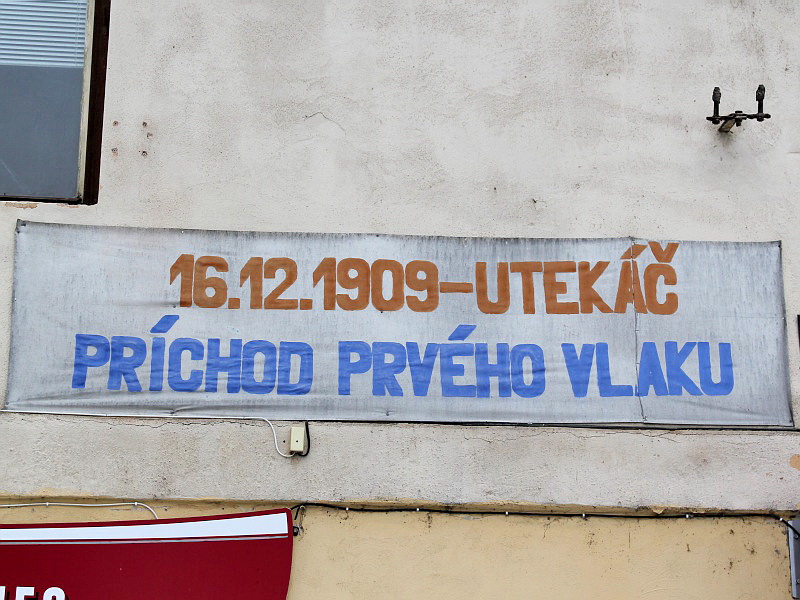 16.12.1909-UTEKÁČ
PRÍCHOD PRVÉHO VLAKU